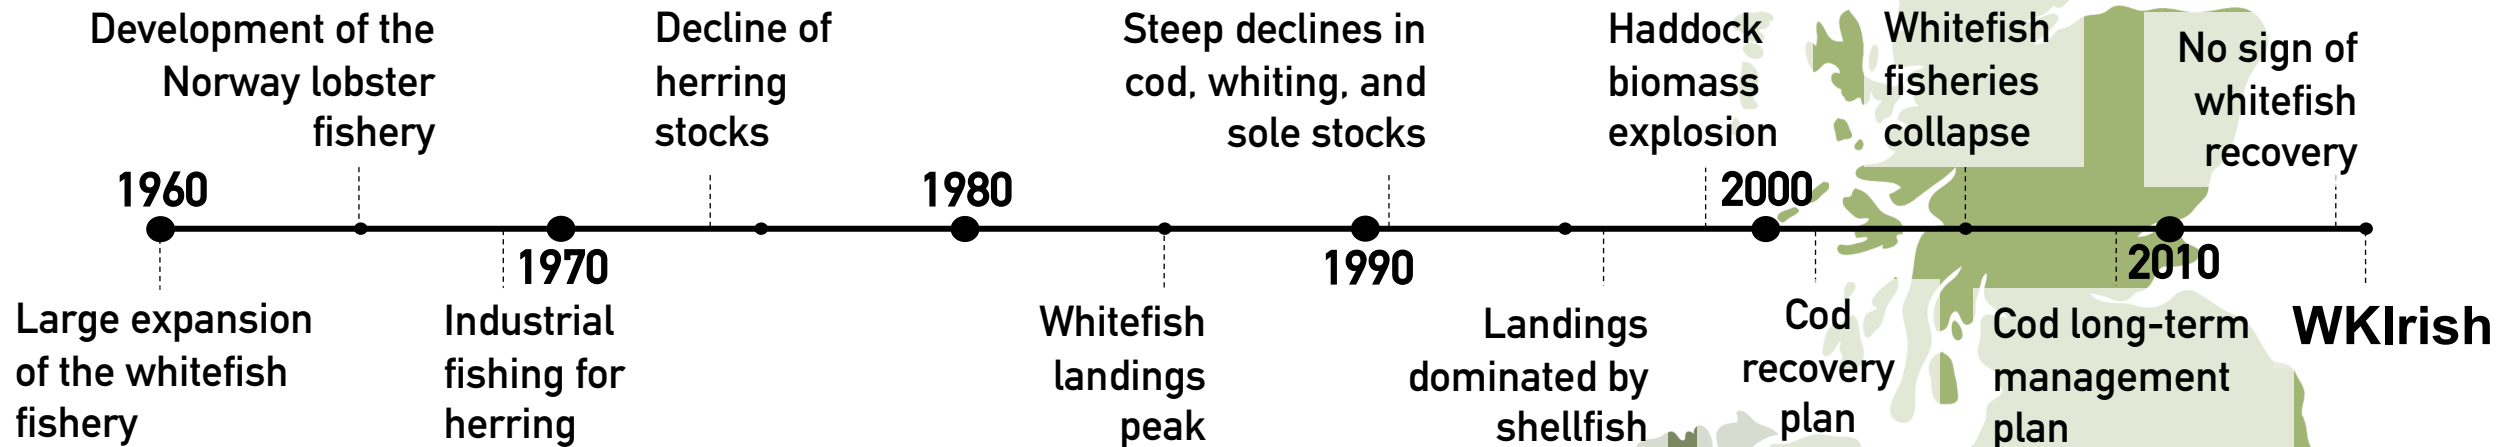 Development of the
Norway lobster
fishery
Decline of
herring
stocks
Steep declines in
cod, whiting, and
sole stocks
Haddock
biomass
explosion
Whitefish
fisheries
collapse
No sign of
whitefish
recovery
1960
1970
1980
1990
2000
2010
Large expansion
of the whitefish
fishery
Industrial
fishing for
herring
Whitefish
landings
peak
Landings
dominated by
shellfish
Cod
recovery
plan
Cod long-term
management
plan
WKIrish